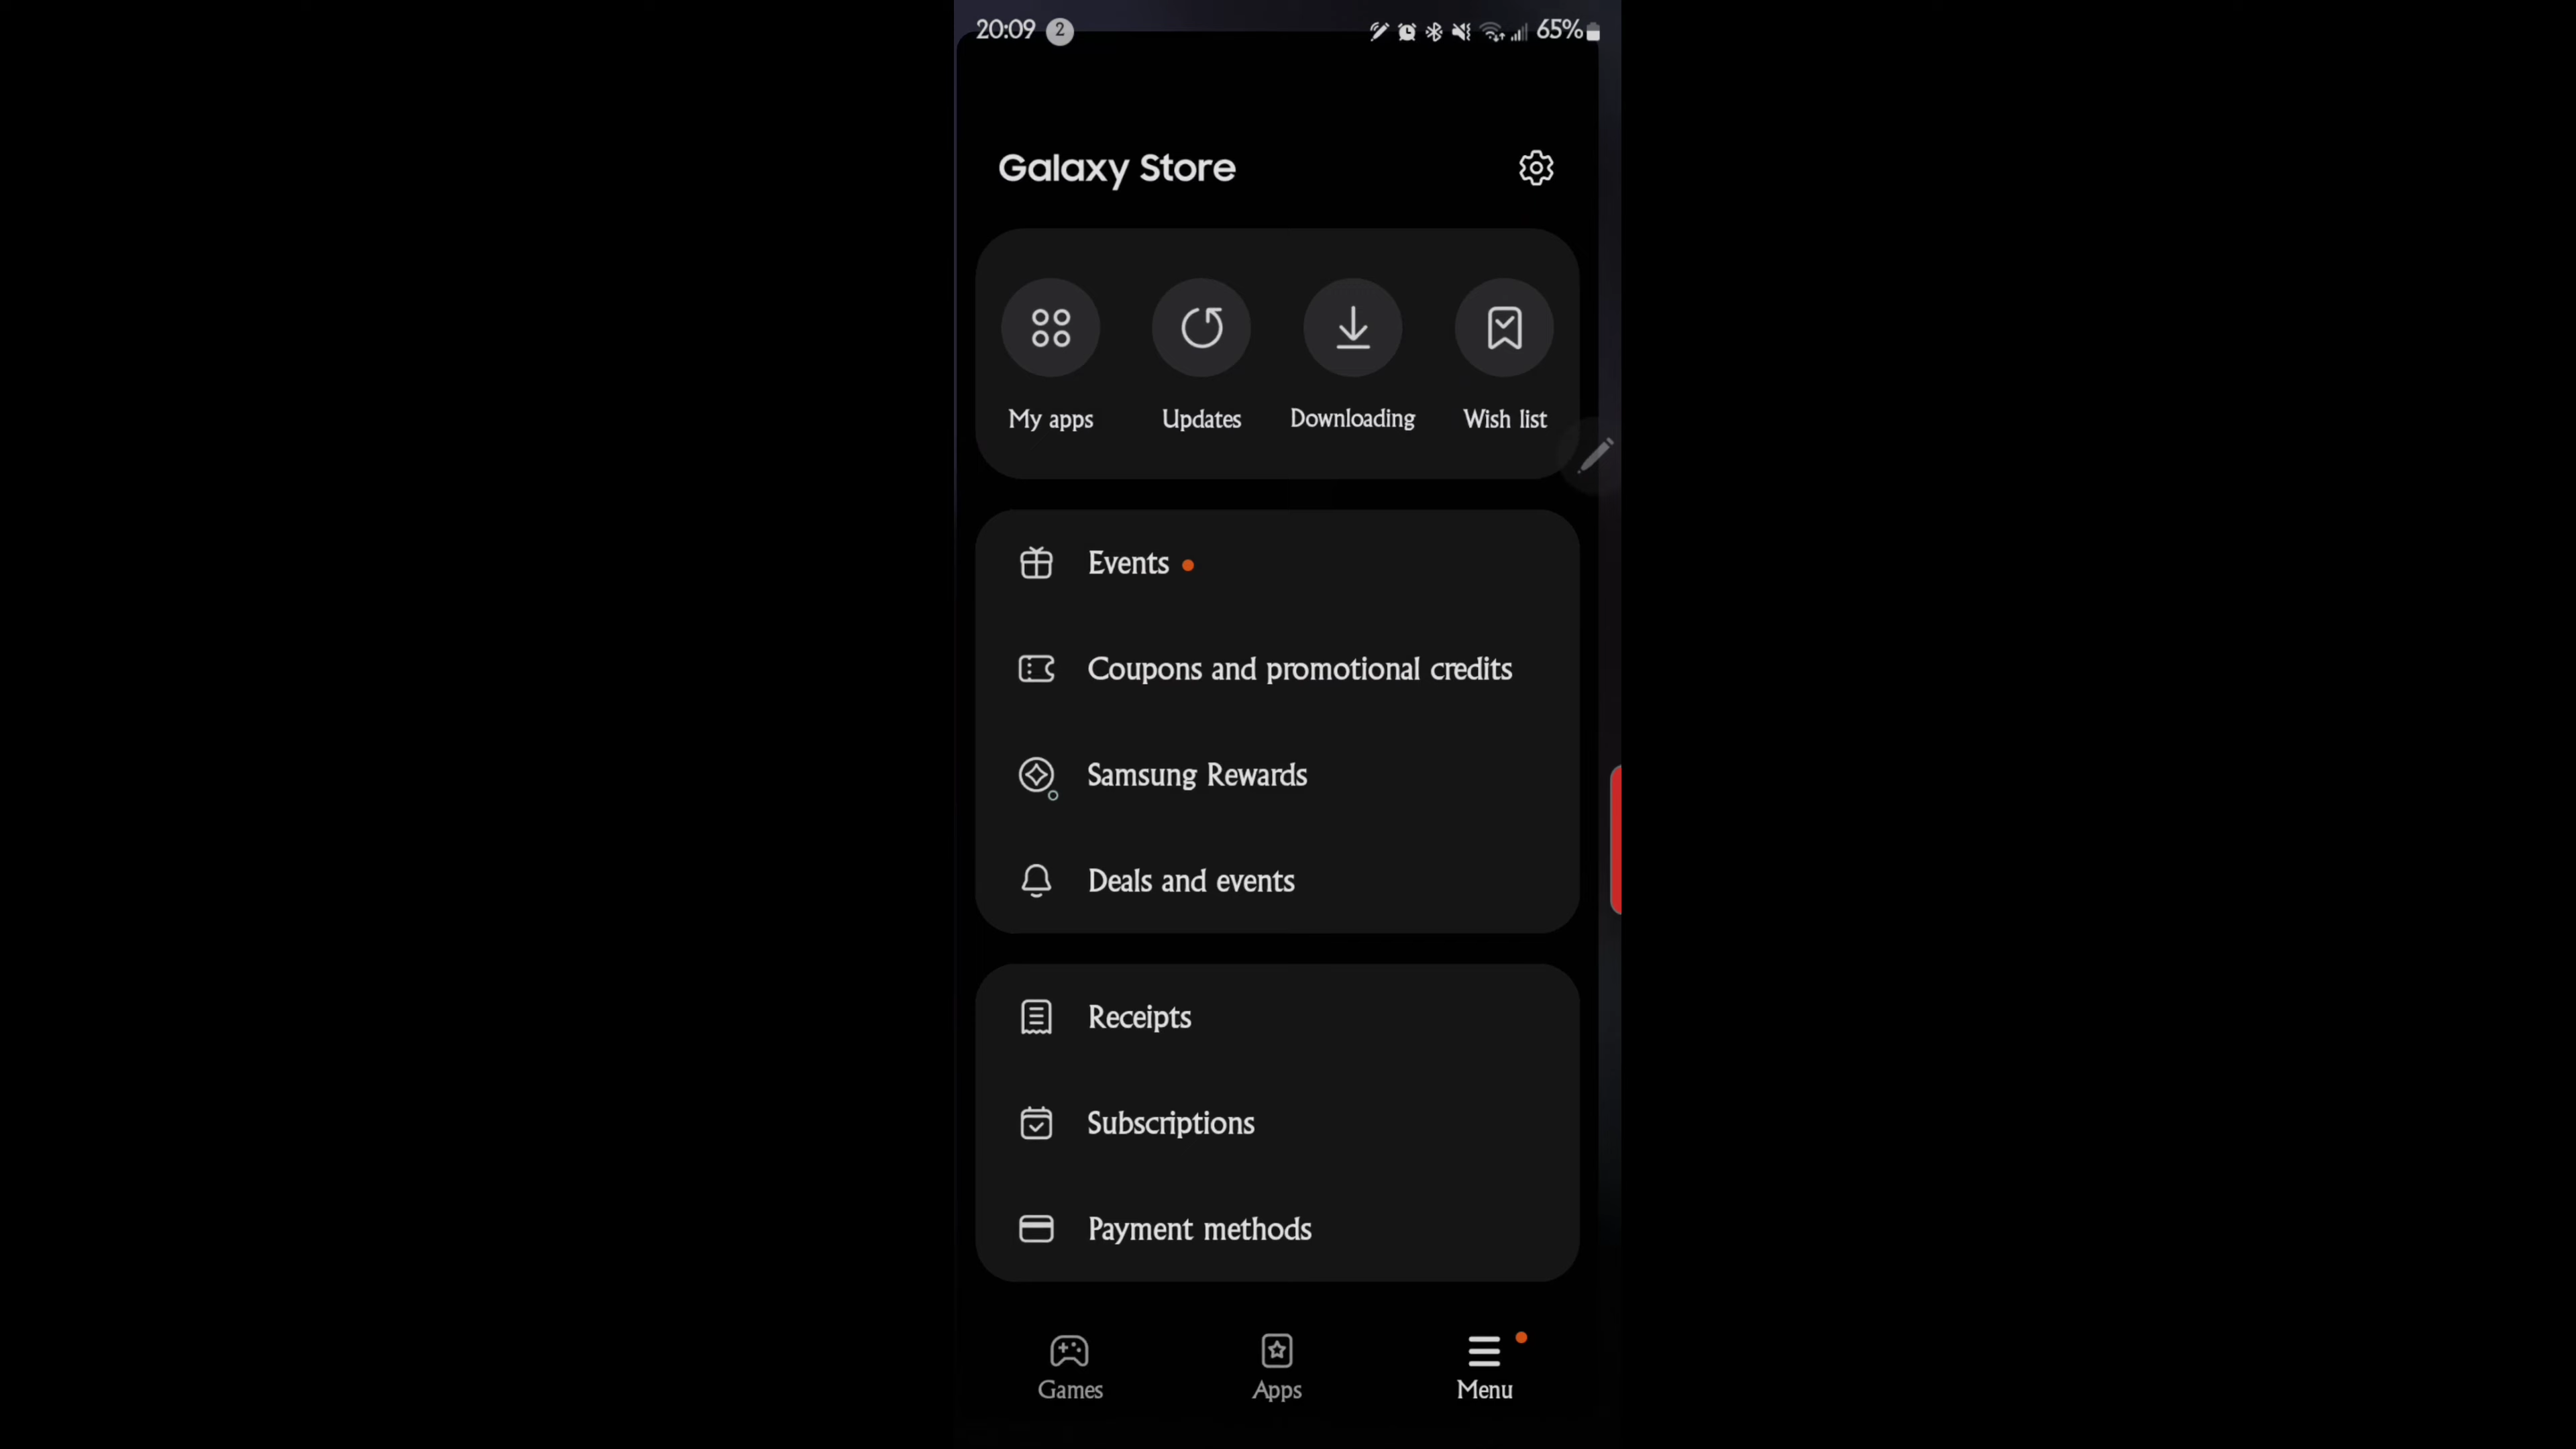 20:09 2 65%
Galaxy Store
My apps Updates Downloading Wish list
Events
Coupons and promotional credits
Samsung Rewards
Deals and events
Receipts
Subscriptions
Payment methods
Games Apps Menu